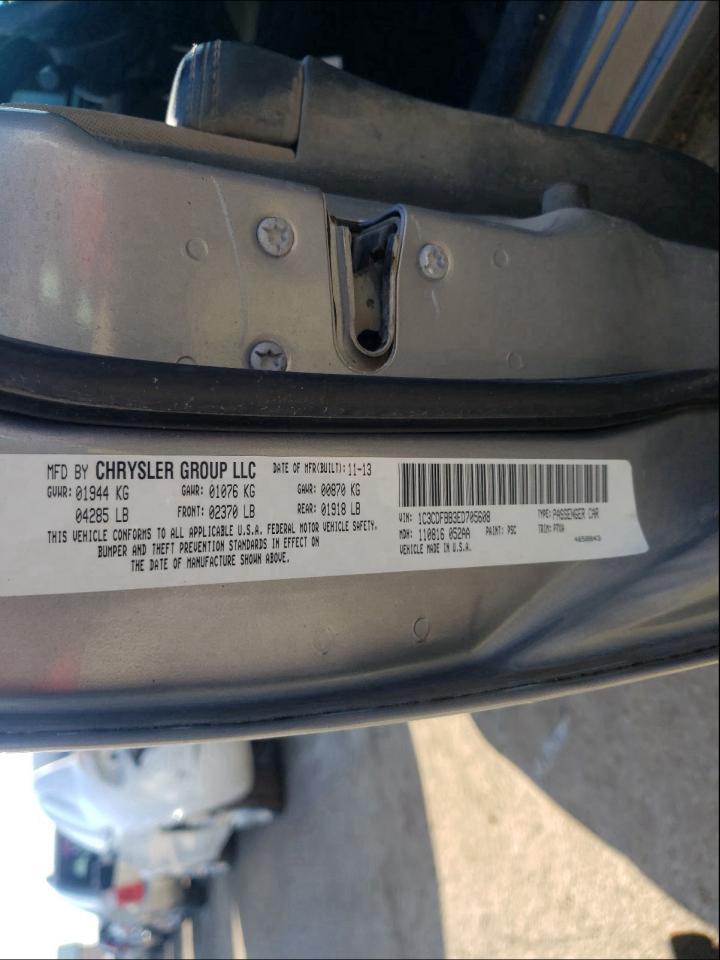 MFD BY CHRYSLER GROUP LLC DATE OF MFR(BUILT): 11-13
GVWR: 01944 KG GAWR: 01076 KG GAWR: 00870 KG
04285 LB FRONT: 02370 LB REAR: 01918 LB
THIS VEHICLE CONFORMS TO ALL APPLICABLE U.S.A. FEDERAL MOTOR VEHICLE SAFETY,
BUMPER AND THEFT PREVENTION STANDARDS IN EFFECT ON
THE DATE OF MANUFACTURE SHOWN ABOVE.
VIN: 1C3CDFBB3ED705608 TYPE: PASSENGER CAR
MDH: 110816 052AA PAINT: PSC TRIM: P7X9
VEHICLE MADE IN U.S.A. 4658043